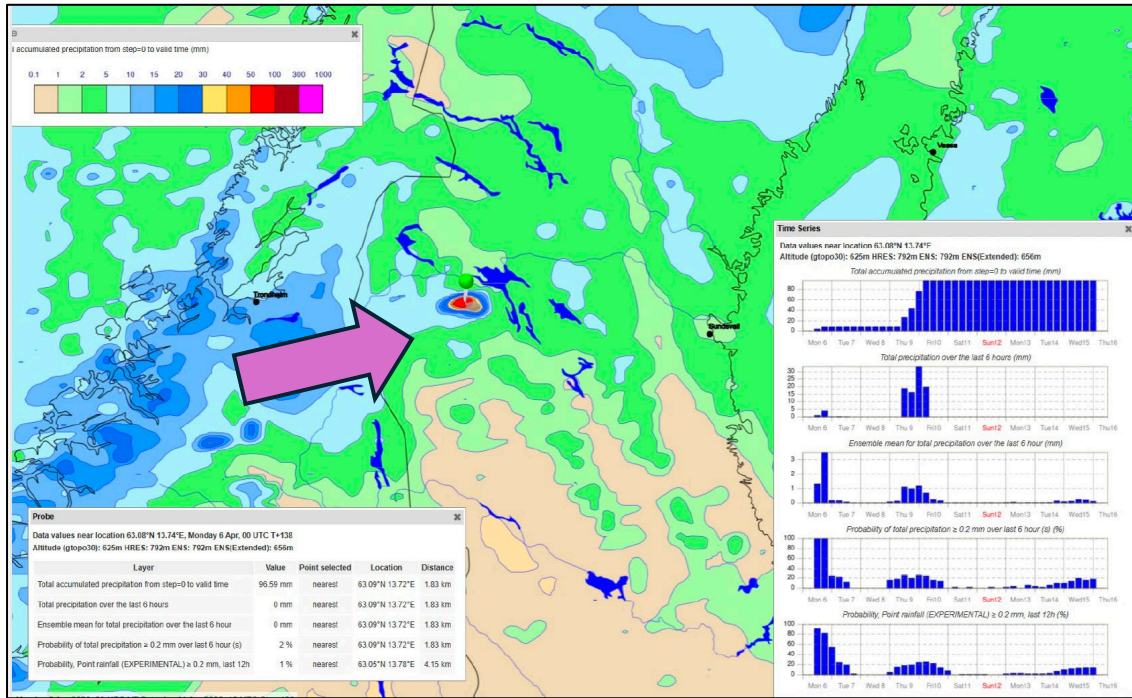 l accumulated precipitation from step=0 to valid time (mm)
0.1 1 2 5 10 15 20 30 40 50 100 300 1000
Vaasa
Trondheim
Sundsvall
Time Series
Data values near location 63.08°N 13.74°E
Altitude (gtopo30): 625m HRES: 792m ENS: 792m ENS(Extended): 656m
Total accumulated precipitation from step=0 to valid time (mm)
80
60
40
20
0
Mon 6 Tue 7 Wed 8 Thu 9 Fri10 Sat11 Sun12 Mon13 Tue14 Wed15 Thu16
Total precipitation over the last 6 hours (mm)
30
25
20
15
10
5
0
Mon 6 Tue 7 Wed 8 Thu 9 Fri10 Sat11 Sun12 Mon13 Tue14 Wed15 Thu16
Ensemble mean for total precipitation over the last 6 hour (mm)
3
2
1
0
Mon 6 Tue 7 Wed 8 Thu 9 Fri10 Sat11 Sun12 Mon13 Tue14 Wed15 Thu16
Probability of total precipitation ≥ 0.2 mm over last 6 hour (s) (%)
100
80
60
40
20
0
Mon 6 Tue 7 Wed 8 Thu 9 Fri10 Sat11 Sun12 Mon13 Tue14 Wed15 Thu16
Probability, Point rainfall (EXPERIMENTAL) ≥ 0.2 mm, last 12h (%)
100
80
60
40
20
0
Mon 6 Tue 7 Wed 8 Thu 9 Fri10 Sat11 Sun12 Mon13 Tue14 Wed15 Thu16
Probe
Data values near location 63.08°N 13.74°E, Monday 6 Apr, 00 UTC T+138
Altitude (gtopo30): 625m HRES: 792m ENS: 792m ENS(Extended): 656m
Layer Value Point selected Location Distance
Total accumulated precipitation from step=0 to valid time 96.59 mm nearest 63.09°N 13.72°E 1.83 km
Total precipitation over the last 6 hours 0 mm nearest 63.09°N 13.72°E 1.83 km
Ensemble mean for total precipitation over the last 6 hour 0 mm nearest 63.09°N 13.72°E 1.83 km
Probability of total precipitation ≥ 0.2 mm over last 6 hour (s) 2 % nearest 63.09°N 13.72°E 1.83 km
Probability, Point rainfall (EXPERIMENTAL) ≥ 0.2 mm, last 12h 1 % nearest 63.05°N 13.78°E 4.15 km